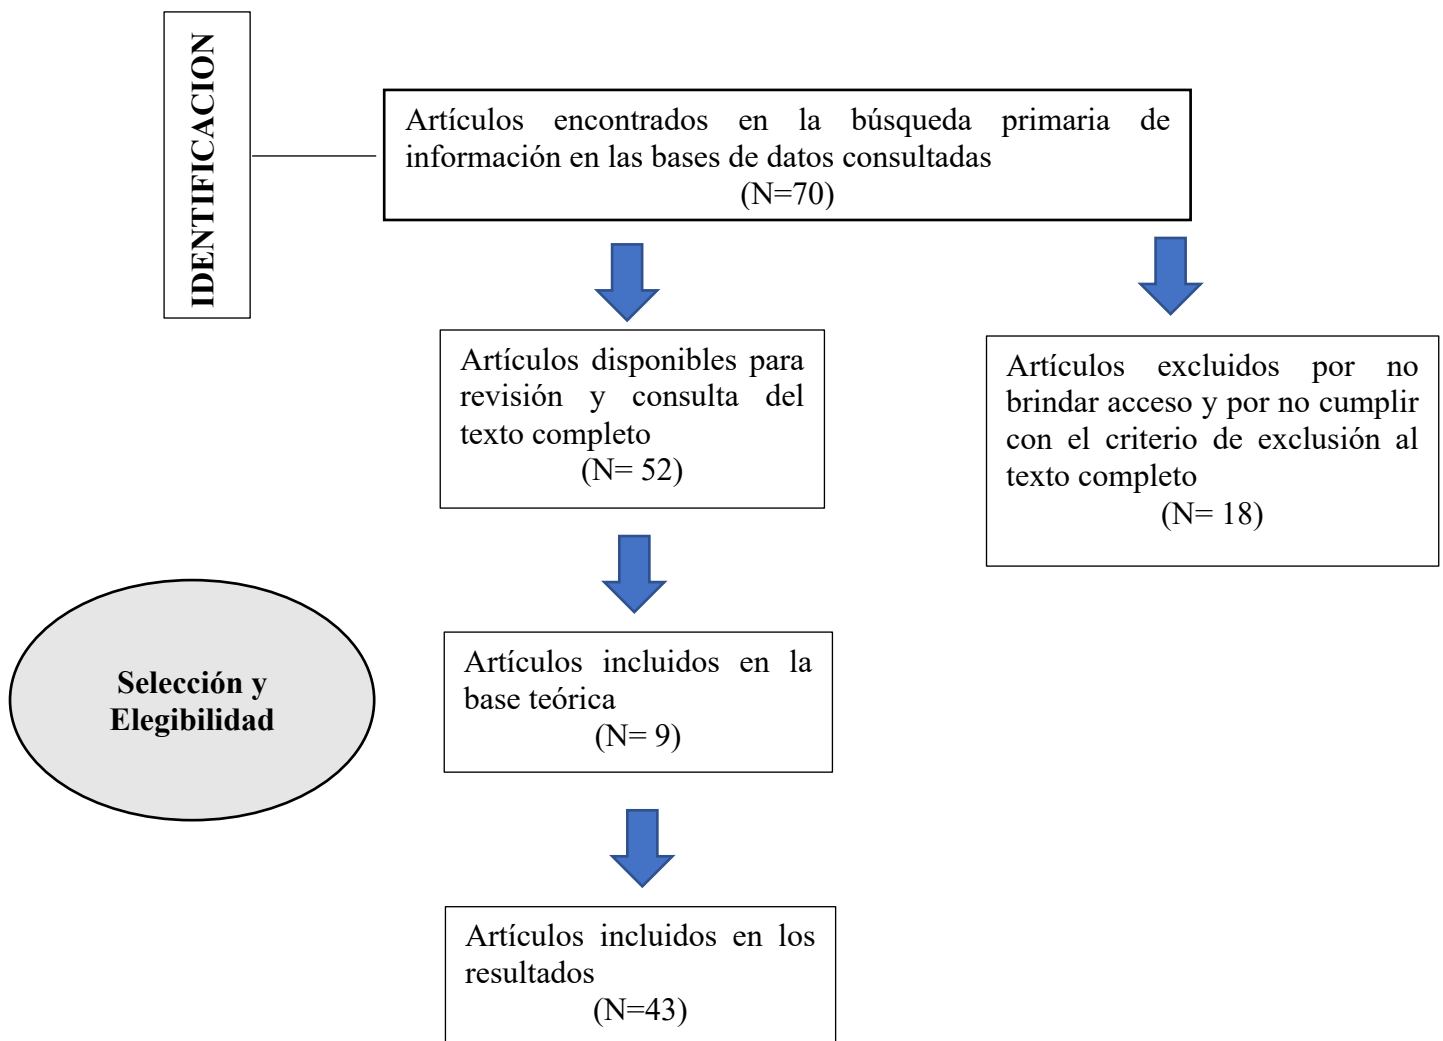 IDENTIFICACION
Artículos encontrados en la búsqueda primaria de
información en las bases de datos consultadas
(N=70)
Artículos disponibles para
revisión y consulta del
texto completo
(N= 52)
Artículos excluidos por no
brindar acceso y por no cumplir
con el criterio de exclusión al
texto completo
(N= 18)
Selección y
Elegibilidad
Artículos incluidos en la
base teórica
(N= 9)
Artículos incluidos en los
resultados
(N=43)